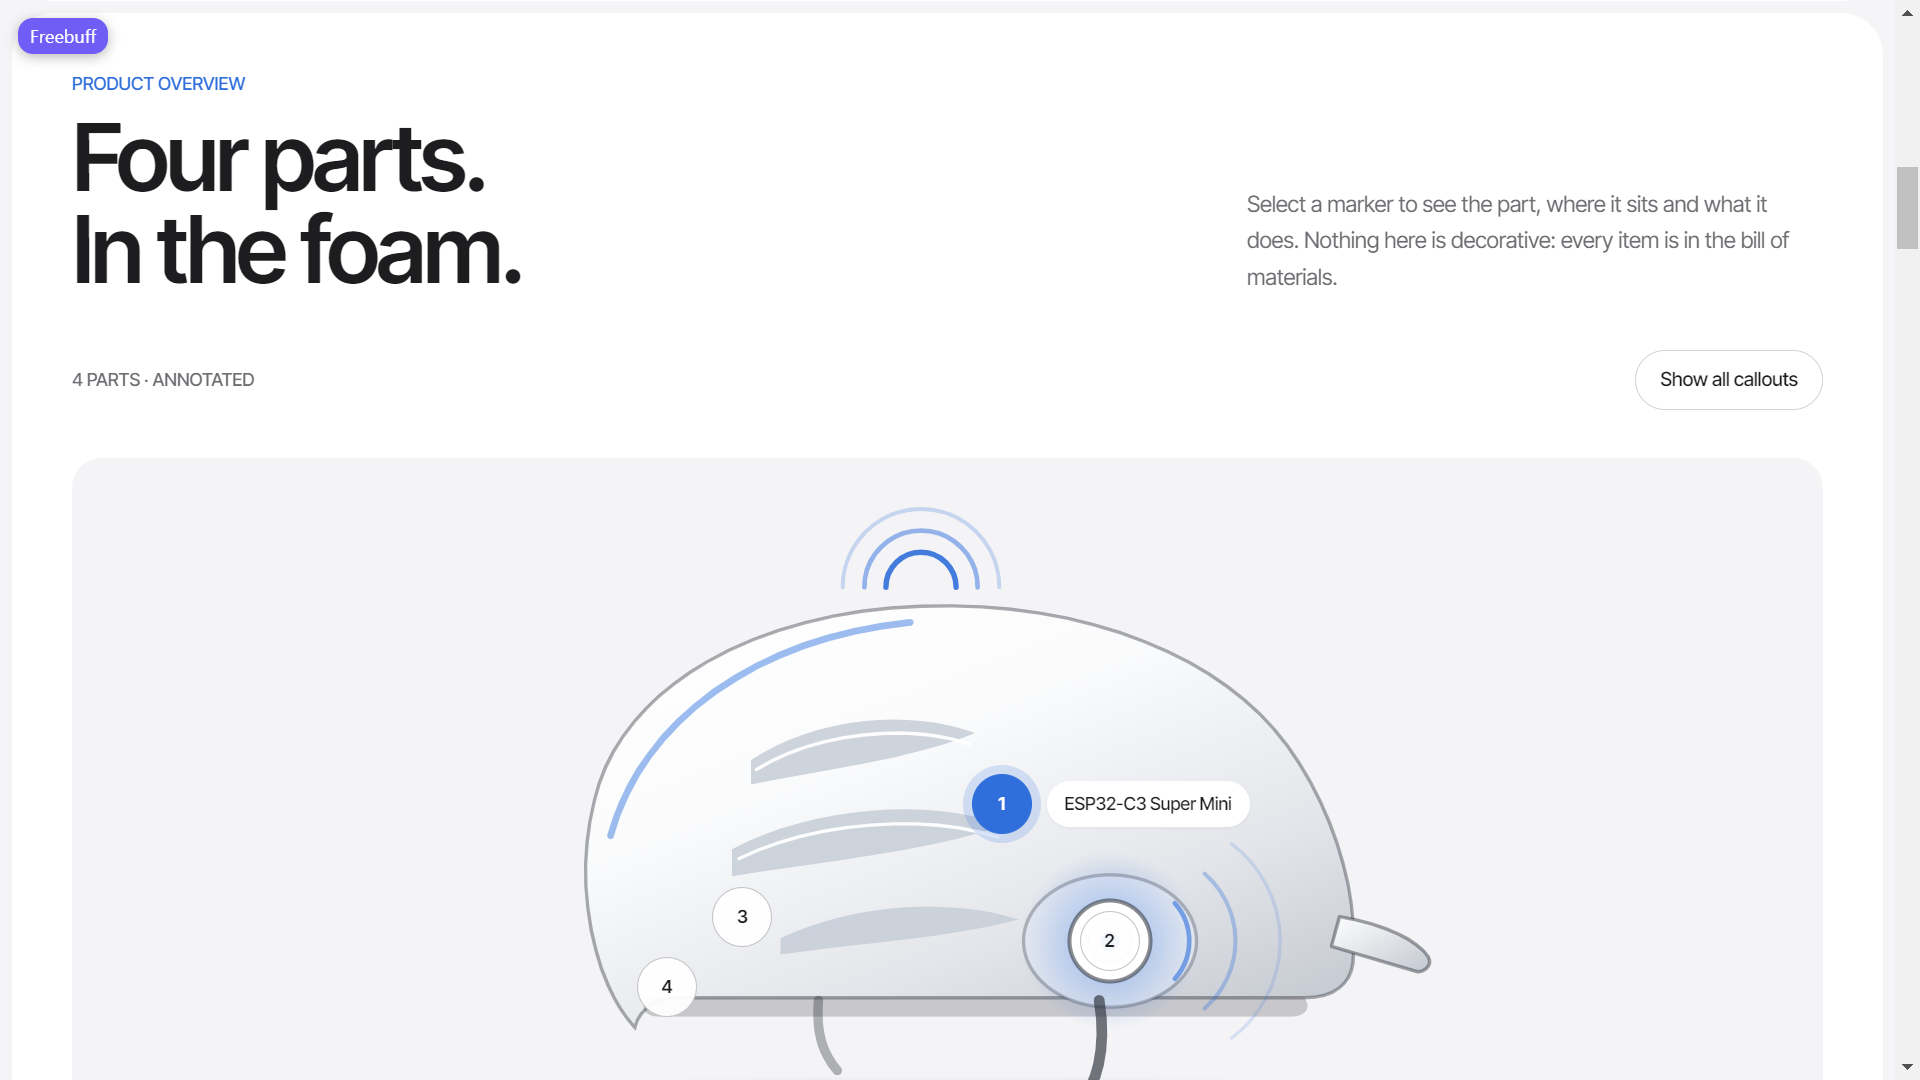 Freebuff
PRODUCT OVERVIEW
Four parts.
In the foam.
Select a marker to see the part, where it sits and what it
does. Nothing here is decorative: every item is in the bill of
materials.
4 PARTS · ANNOTATED
Show all callouts
1
ESP32-C3 Super Mini
3
2
4